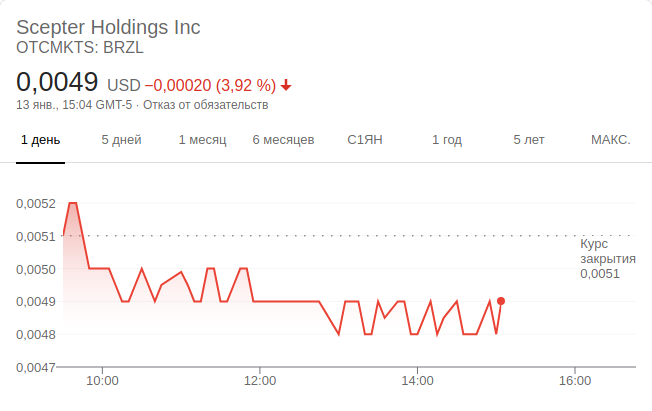 Scepter Holdings Inc
OTCMKTS: BRZL
0,0049 USD −0,00020 (3,92 %)
13 янв., 15:04 GMT-5 · Отказ от обязательств
1 день 5 дней 1 месяц 6 месяцев С1ЯН 1 год 5 лет МАКС.
0,0052
0,0051
Курс
закрытия
0,0051
0,0050
0,0049
0,0048
0,0047
10:00 12:00 14:00 16:00